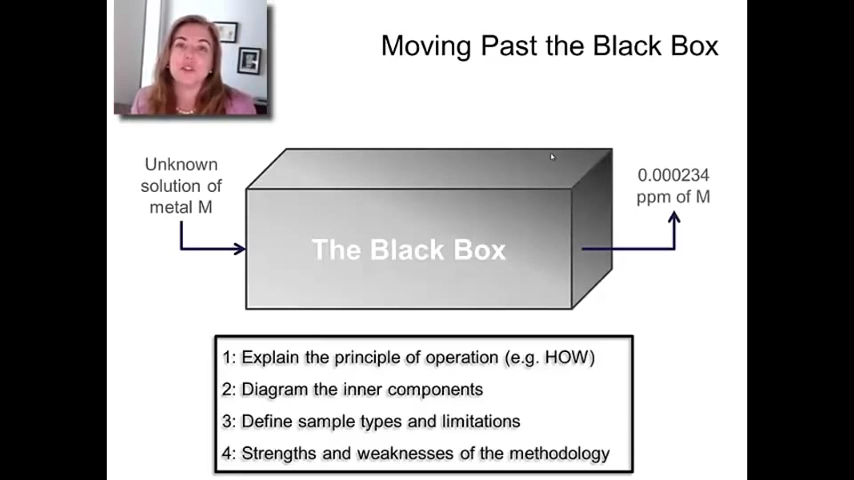 Moving Past the Black Box
Unknown
solution of
metal M
The Black Box
0.000234
ppm of M
1: Explain the principle of operation (e.g. HOW)
2: Diagram the inner components
3: Define sample types and limitations
4: Strengths and weaknesses of the methodology